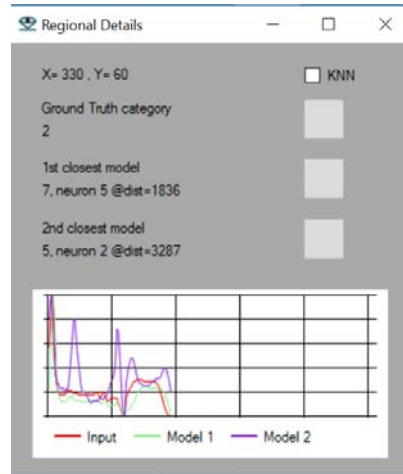 Regional Details
X= 330 , Y= 60
KNN
Ground Truth category
2
1st closest model
7, neuron 5 @dist=1836
2nd closest model
5, neuron 2 @dist=3287
Input Model 1 Model 2